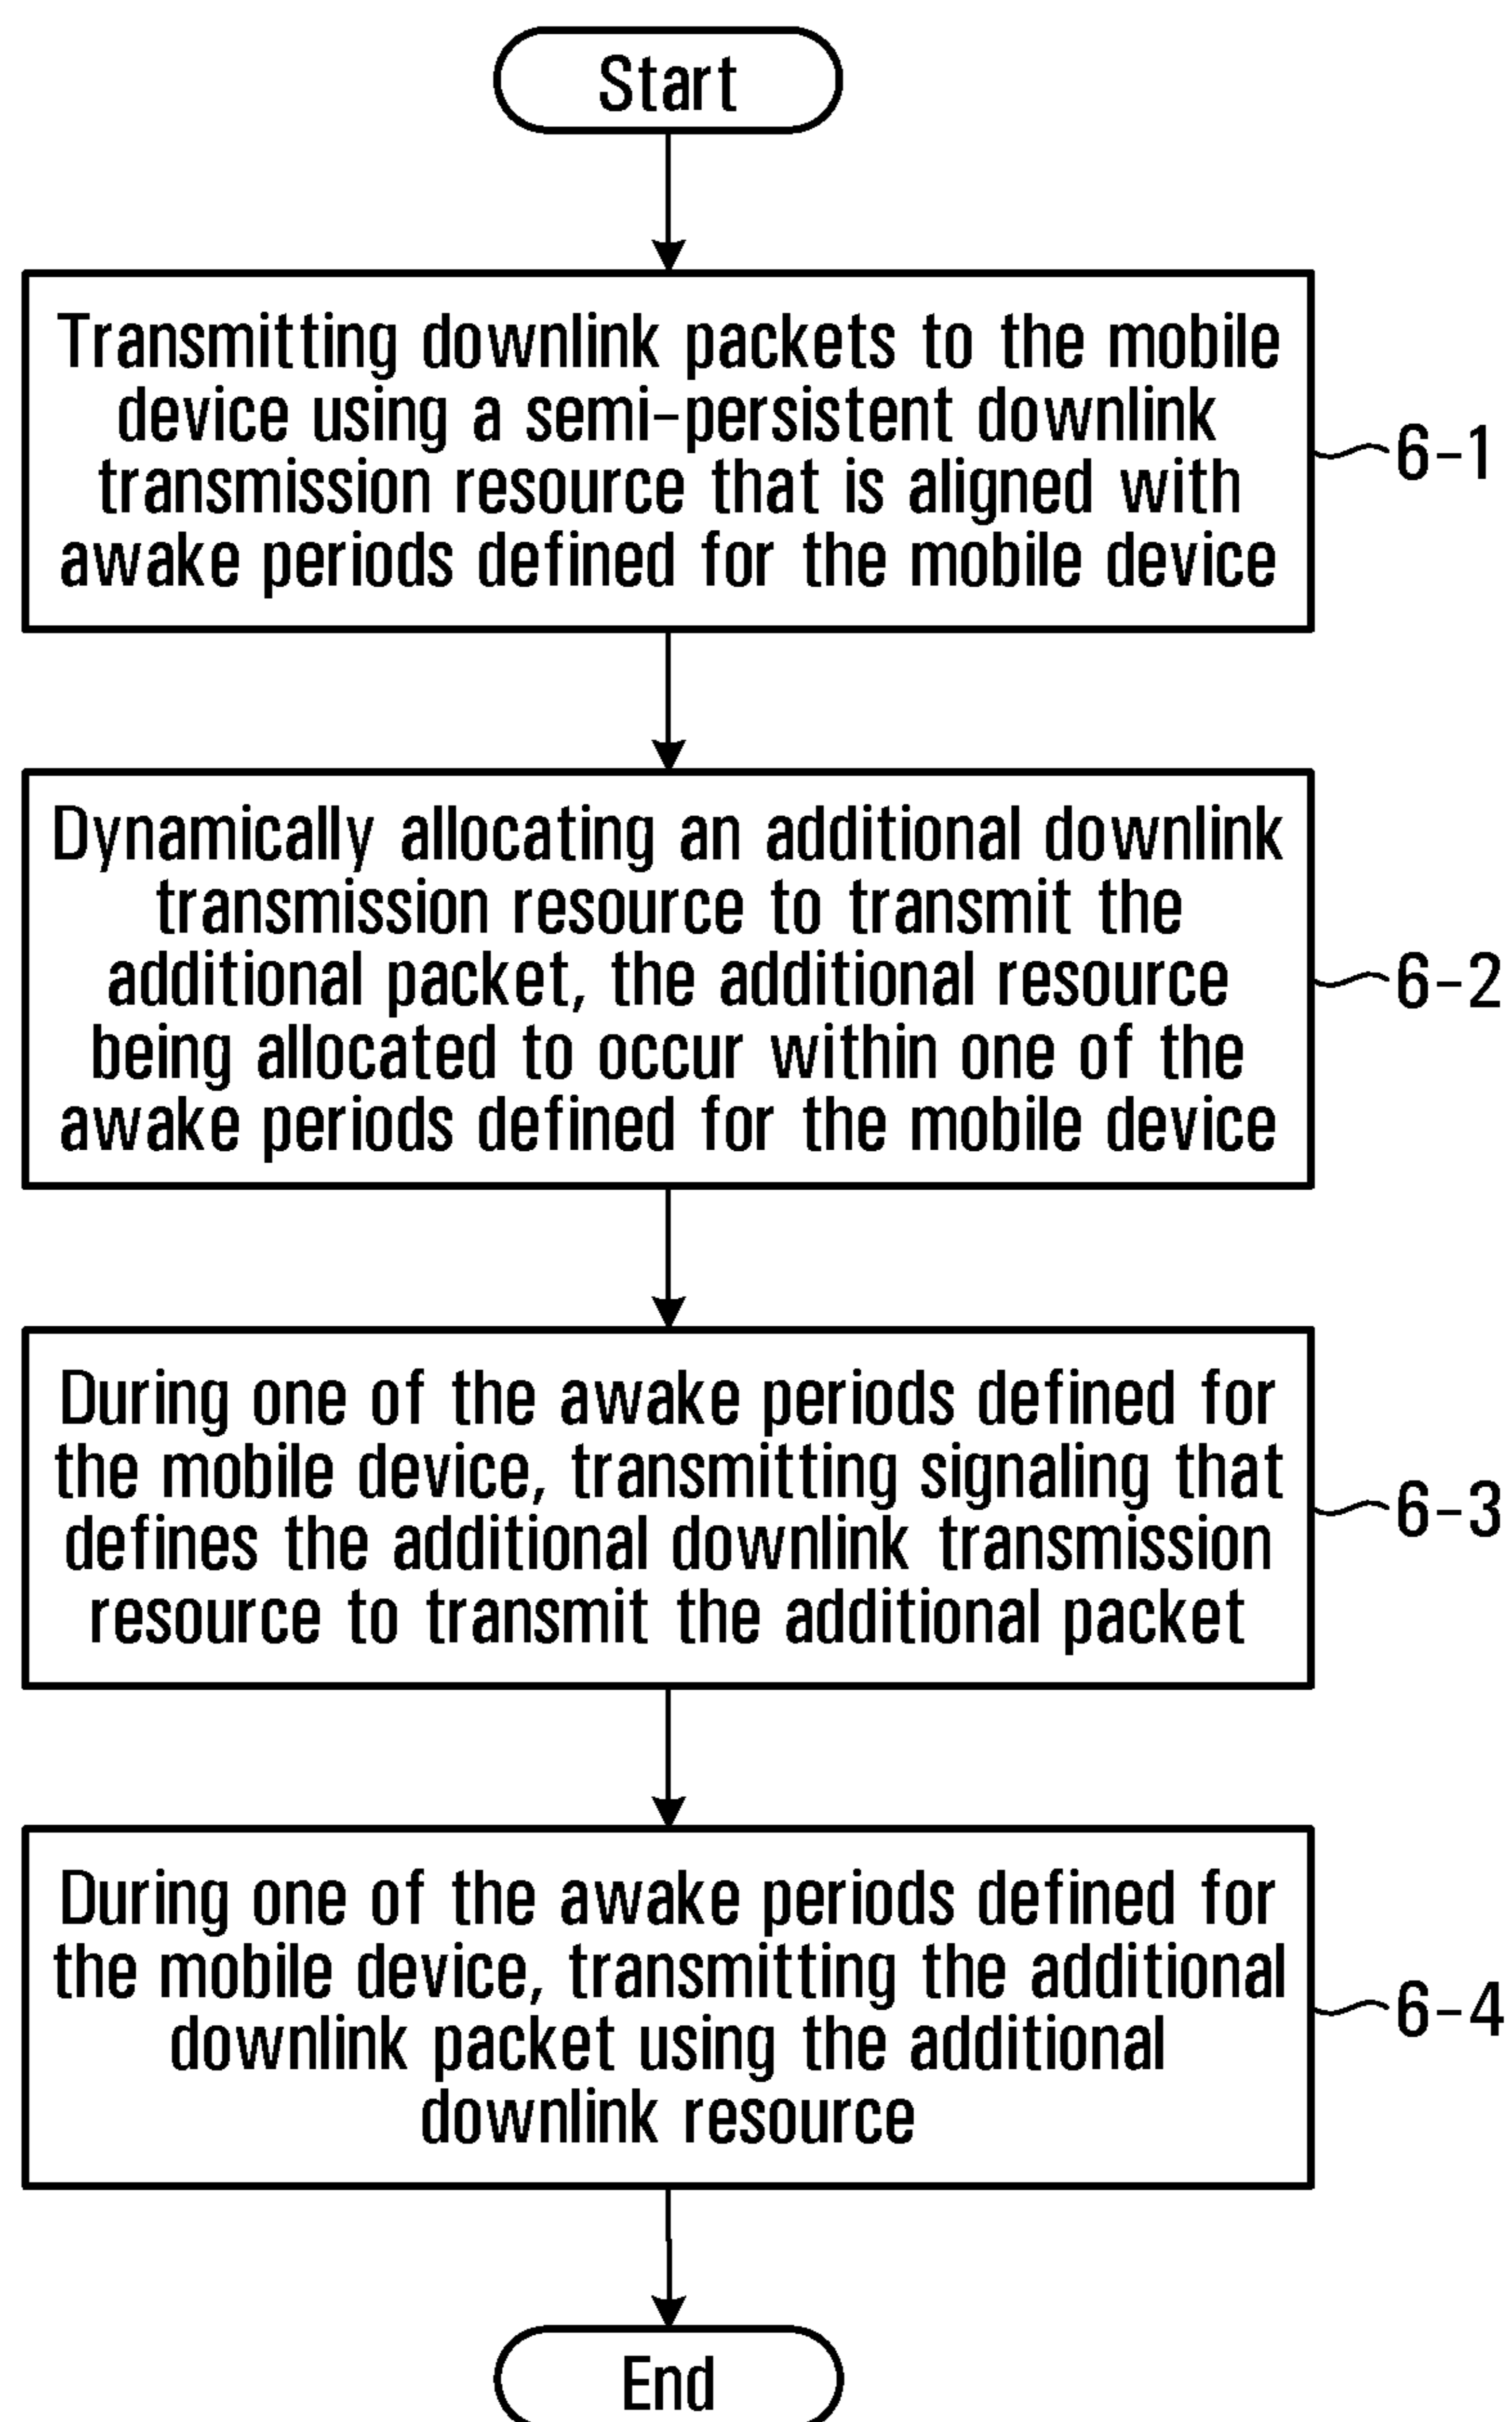 Start
Transmitting downlink packets to the mobile
device using a semi-persistent downlink
transmission resource that is aligned with
awake periods defined for the mobile device
6-1
Dynamically allocating an additional downlink
transmission resource to transmit the
additional packet, the additional resource
being allocated to occur within one of the
awake periods defined for the mobile device
6-2
During one of the awake periods defined for
the mobile device, transmitting signaling that
defines the additional downlink transmission
resource to transmit the additional packet
6-3
During one of the awake periods defined for
the mobile device, transmitting the additional
downlink packet using the additional
downlink resource
6-4
End